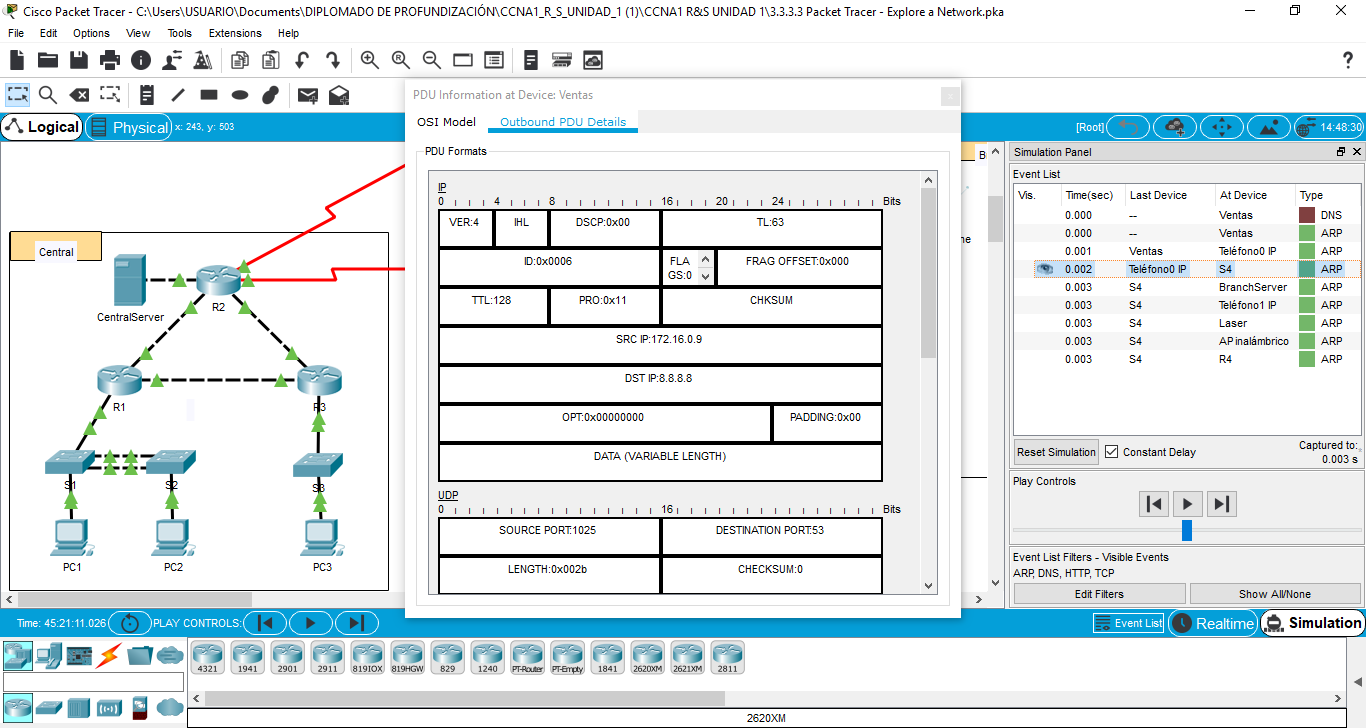 Cisco Packet Tracer - C:\Users\USUARIO\Documents\DIPLOMADO DE PROFUNDIZACIÓN\CCNA1_R_S_UNIDAD_1 (1)\CCNA1 R&S UNIDAD 1\3.3.3.3 Packet Tracer - Explore a Network.pka
File Edit Options View Tools Extensions Help
Logical Physical x: 243, y: 503 [Root] 14:48:30
PDU Information at Device: Ventas
OSI Model Outbound PDU Details
PDU Formats
IP
0 4 8 16 20 24 Bits
VER:4 IHL DSCP:0x00 TL:63
ID:0x0006 FLA GS:0 FRAG OFFSET:0x000
TTL:128 PRO:0x11 CHKSUM
SRC IP:172.16.0.9
DST IP:8.8.8.8
OPT:0x00000000 PADDING:0x00
DATA (VARIABLE LENGTH)
UDP
0 16 Bits
SOURCE PORT:1025 DESTINATION PORT:53
LENGTH:0x002b CHECKSUM:0
Central
CentralServer
R2
R1
R3
S1
S2
S3
PC1
PC2
PC3
Simulation Panel
Event List
Vis. Time(sec) Last Device At Device Type
0.000 -- Ventas DNS
0.000 -- Ventas ARP
0.001 Ventas Teléfono0 IP ARP
0.002 Teléfono0 IP S4 ARP
0.003 S4 BranchServer ARP
0.003 S4 Teléfono1 IP ARP
0.003 S4 Laser ARP
0.003 S4 AP inalámbrico ARP
0.003 S4 R4 ARP
Reset Simulation Constant Delay Captured to:
0.003 s
Play Controls
Event List Filters - Visible Events
ARP, DNS, HTTP, TCP
Edit Filters Show All/None
Time: 45:21:11.026 PLAY CONTROLS: Event List Realtime Simulation
4321 1941 2901 2911 819IOX 819HGW 829 1240 PT-Router PT-Empty 1841 2620XM 2621XM 2811
2620XM